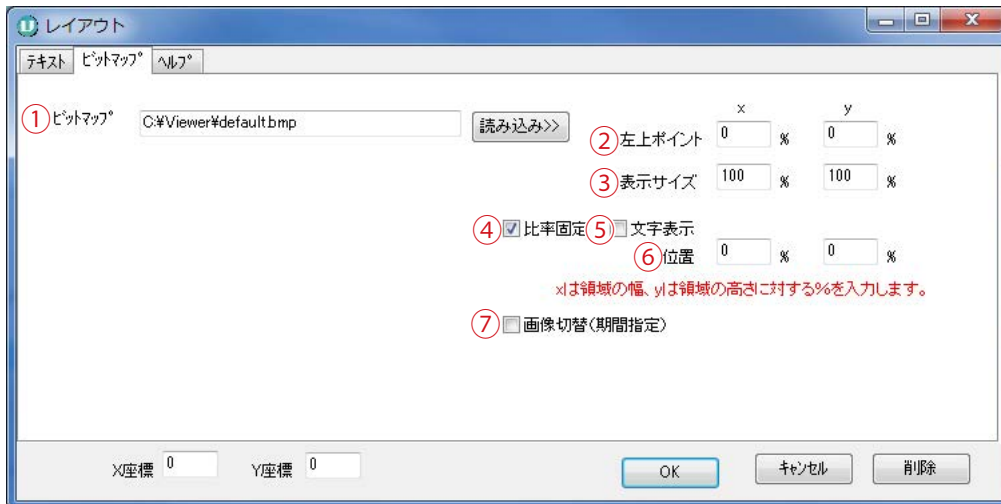 レイアウト
テキスト ﾋﾞｯﾄﾏｯﾌﾟ ﾍﾙﾌﾟ
x y
① ﾋﾞｯﾄﾏｯﾌﾟ C:¥Viewer¥default.bmp 読み込み>>
② 左上ポイント 0 % 0 %
③ 表示サイズ 100 % 100 %
④ 比率固定 ⑤ 文字表示
⑥ 位置 0 % 0 %
xは領域の幅、yは領域の高さに対する%を入力します。
⑦ 画像切替(期間指定)
X座標 0 Y座標 0 OK ｷｬﾝｾﾙ 削除